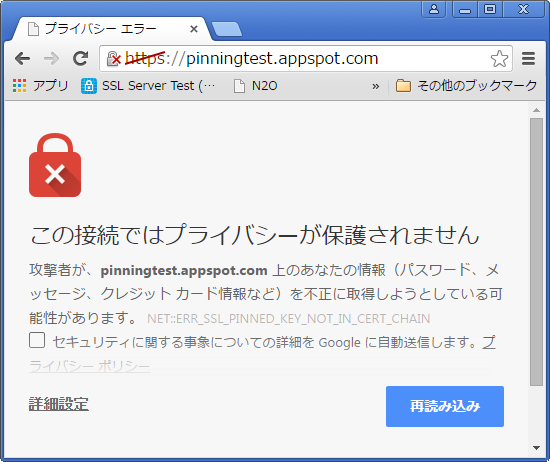 プライバシー エラー
https://pinningtest.appspot.com
アプリ SSL Server Test (… N2O » その他のブックマーク
この接続ではプライバシーが保護されません
攻撃者が、pinningtest.appspot.com 上のあなたの情報（パスワード、メ
ッセージ、クレジット カード情報など）を不正に取得しようとしている可
能性があります。 NET::ERR_SSL_PINNED_KEY_NOT_IN_CERT_CHAIN
セキュリティに関する事象についての詳細を Google に自動送信します。プ
ライバシー ポリシー
詳細設定 再読み込み